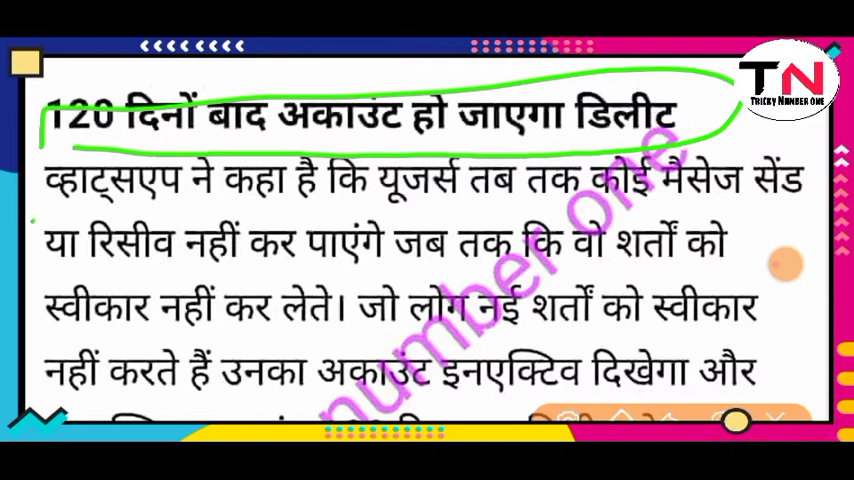 TN
TRICKY NUMBER ONE
120 दिनों बाद अकाउंट हो जाएगा डिलीट
व्हाट्सएप ने कहा है कि यूजर्स तब तक कोई मैसेज सेंड
या रिसीव नहीं कर पाएंगे जब तक कि वो शर्तों को
स्वीकार नहीं कर लेते। जो लोग नई शर्तों को स्वीकार
नहीं करते हैं उनका अकाउंट इनएक्टिव दिखेगा और
number one